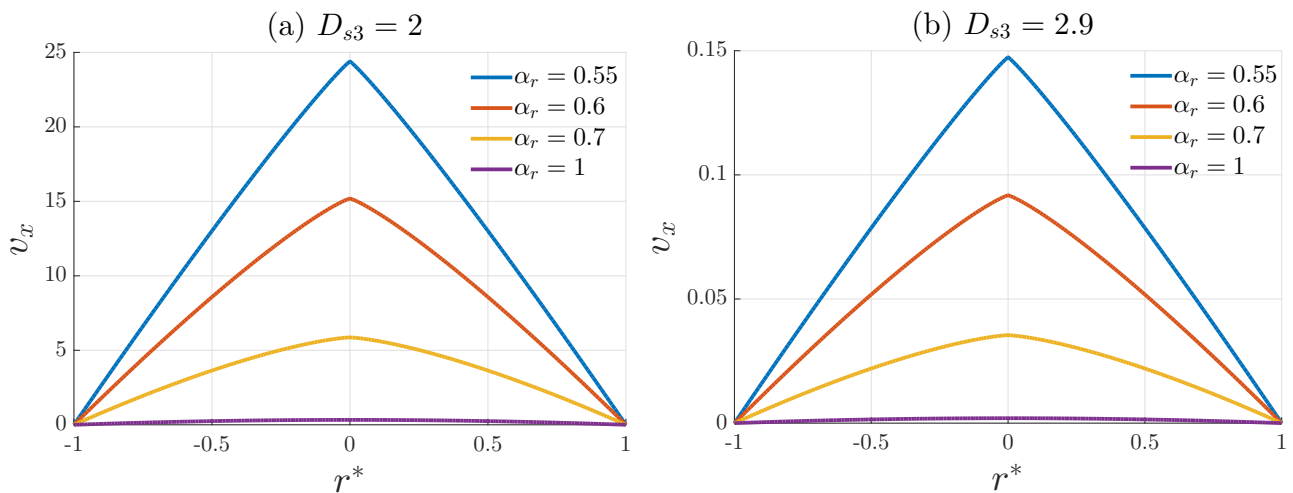 (a) D_{s3} = 2
25
20
15
10
5
0
-1
-0.5
0
0.5
1
v_x
r^*
α_r = 0.55
α_r = 0.6
α_r = 0.7
α_r = 1
(b) D_{s3} = 2.9
0.15
0.1
0.05
0
-1
-0.5
0
0.5
1
v_x
r^*
α_r = 0.55
α_r = 0.6
α_r = 0.7
α_r = 1